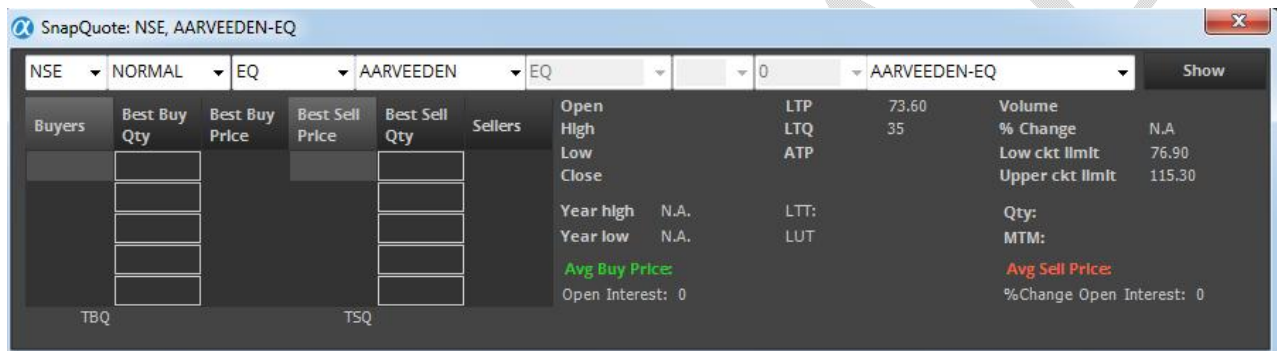 SnapQuote: NSE, AARVEEDEN-EQ
NSE NORMAL EQ AARVEEDEN EQ 0 AARVEEDEN-EQ Show
Buyers Best Buy Qty Best Buy Price Best Sell Price Best Sell Qty Sellers
Open LTP 73.60 Volume
High LTQ 35 % Change N.A
Low ATP Low ckt limit 76.90
Close Upper ckt limit 115.30
Year high N.A. LTT: Qty:
Year low N.A. LUT MTM:
Avg Buy Price: Avg Sell Price:
Open Interest: 0 %Change Open Interest: 0
TBQ TSQ